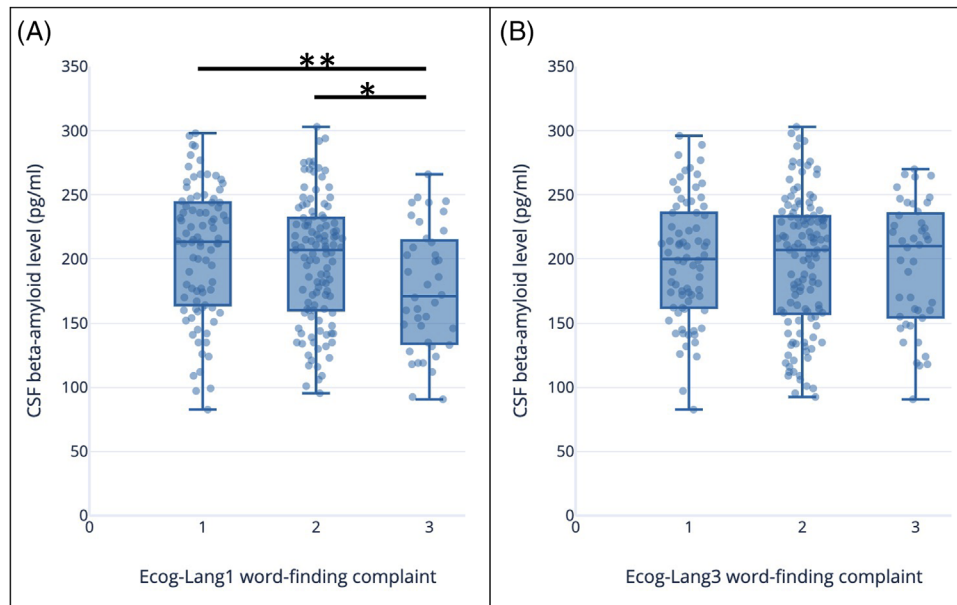 (A)
CSF beta-amyloid level (pg/ml)
350
300
250
200
150
100
50
0
**
*
0 1 2 3
Ecog-Lang1 word-finding complaint
(B)
CSF beta-amyloid level (pg/ml)
350
300
250
200
150
100
50
0
0 1 2 3
Ecog-Lang3 word-finding complaint